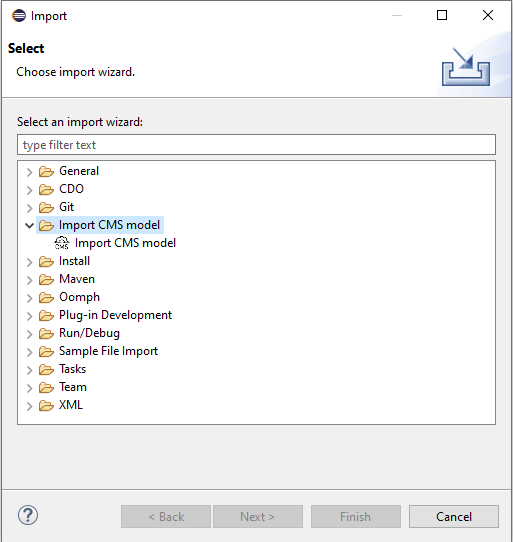 Import
Select
Choose import wizard.
Select an import wizard:
type filter text
General
CDO
Git
Import CMS model
CMS Import CMS model
Install
Maven
Oomph
Plug-in Development
Run/Debug
Sample File Import
Tasks
Team
XML
? < Back Next > Finish Cancel